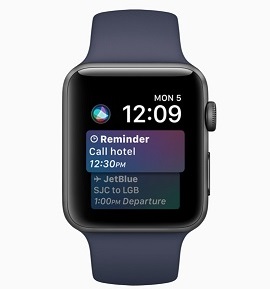 MON 5
12:09
Reminder
Call hotel
12:30PM
JetBlue
SJC to LGB
1:00PM Departure